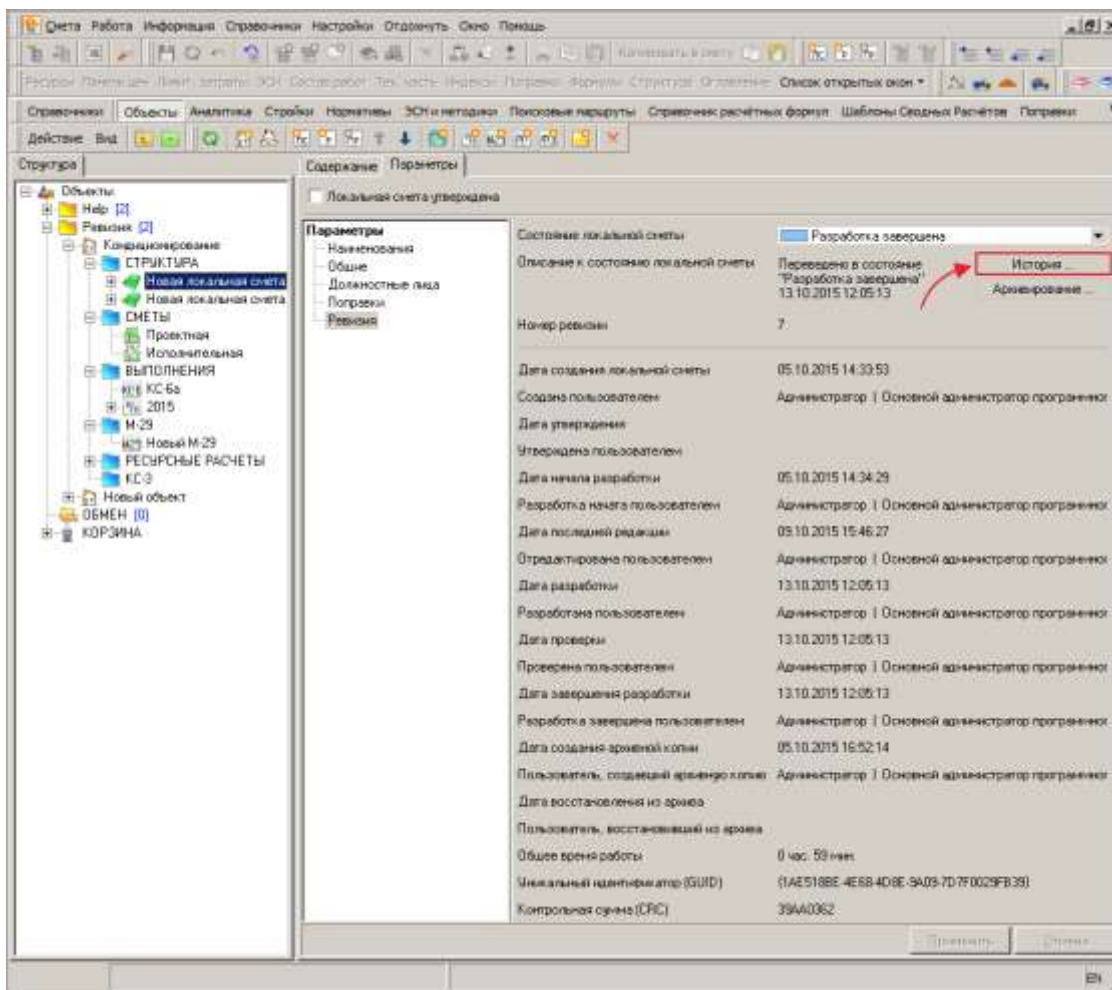 Смета Работа Информация Справочники Настройки Отдохнуть Окно Помощь
Список открытых окон
Справочники Объекты Аналитика Стройки Нормативы ЭСН и методики Поисковые маршруты Справочник расчётных формул Шаблоны Сводных Расчётов Поправки
Действие Вид
Структура
Содержание Параметры
Объекты
Help [2]
Ревизия [2]
Кондиционирование
СТРУКТУРА
Новая локальная смета
Новая локальная смета
СМЕТЫ
Проектная
Исполнительная
ВЫПОЛНЕНИЯ
КС-6а
2015
М-29
Новый М-29
РЕСУРСНЫЕ РАСЧЕТЫ
КС-3
Новый объект
ОБМЕН [0]
КОРЗИНА
Локальная смета утверждена
Параметры
Наименования
Общие
Должностные лица
Поправки
Ревизия
Состояние локальной сметы Разработка завершена
Описание к состоянию локальной сметы Переведено в состояние
"Разработка завершена"
13.10.2015 12:05:13
История ...
Архивирование ...
Номер ревизии 7
Дата создания локальной сметы 05.10.2015 14:33:53
Создана пользователем Администратор | Основной администратор
Дата утверждения
Утверждена пользователем
Дата начала разработки 05.10.2015 14:34:29
Разработка начата пользователем Администратор | Основной администратор
Дата последней редакции 09.10.2015 15:46:27
Отредактирована пользователем Администратор | Основной администратор
Дата разработки 13.10.2015 12:05:13
Разработана пользователем Администратор | Основной администратор
Дата проверки 13.10.2015 12:05:13
Проверена пользователем Администратор | Основной администратор
Дата завершения разработки 13.10.2015 12:05:13
Разработка завершена пользователем Администратор | Основной администратор
Дата создания архивной копии 05.10.2015 16:52:14
Пользователь, создавший архивную копию Администратор | Основной администратор
Дата восстановления из архива
Пользователь, восстановивший из архива
Общее время работы 0 час. 59 мин.
Уникальный идентификатор (GUID) {1AE518BE-4E68-4D8E-9A09-7D7F0029FB39}
Контрольная сумма (CRC) 39AA0362
Применить Отмена
EN